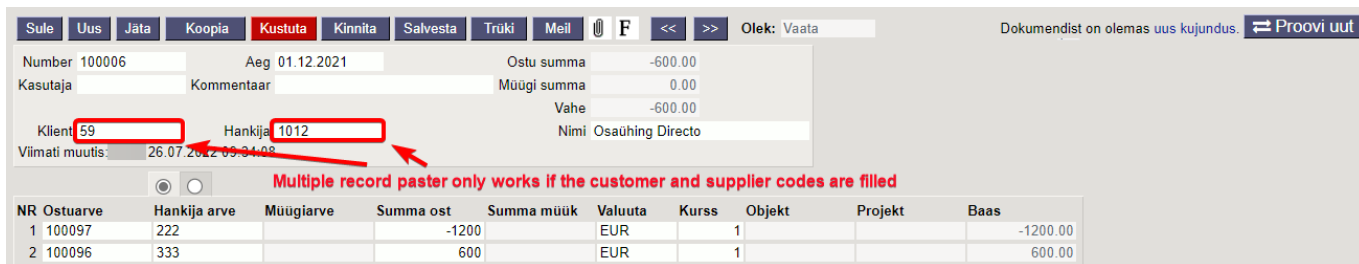 Sule Uus Jäta Koopia Kustuta Kinnita Salvesta Trüki Meil F << >> Olek: Vaata Dokumendist on olemas uus kujundus. Proovi uut
Number 100006 Aeg 01.12.2021 Ostu summa -600.00
Kasutaja Kommentaar Müügi summa 0.00
Vahe -600.00
Klient 59 Hankija 1012 Nimi Osaühing Directo
Viimati muutis: 26.07.2022 09:34:08
Multiple record paster only works if the customer and supplier codes are filled
NR Ostuarve Hankija arve Müügiarve Summa ost Summa müük Valuuta Kurss Objekt Projekt Baas
1 100097 222 -1200 EUR 1 -1200.00
2 100096 333 600 EUR 1 600.00